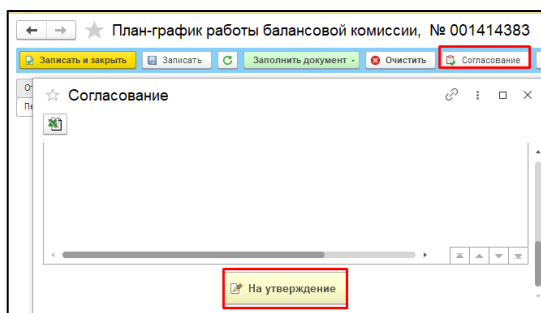 План-график работы балансовой комиссии, № 001414383
Записать и закрыть Записать Заполнить документ Очистить Согласование
Согласование
На утверждение